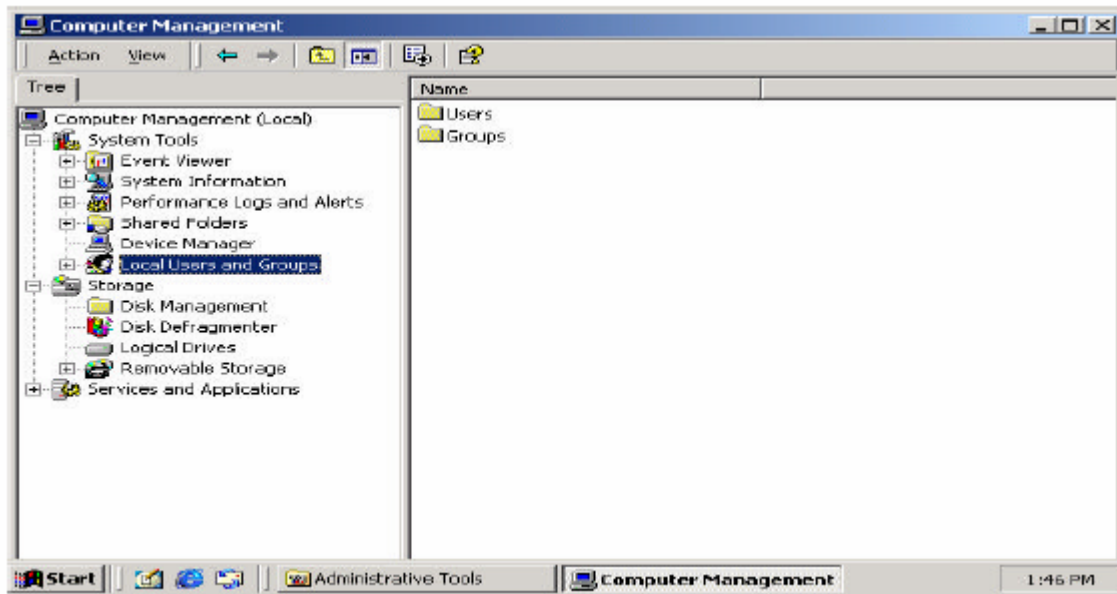 Computer Management
Action View
Tree
Name
Computer Management (Local)
System Tools
Event Viewer
System Information
Performance Logs and Alerts
Shared Folders
Device Manager
Local Users and Groups
Storage
Disk Management
Disk Defragmenter
Logical Drives
Removable Storage
Services and Applications
Users
Groups
Start
Administrative Tools
Computer Management
1:46 PM